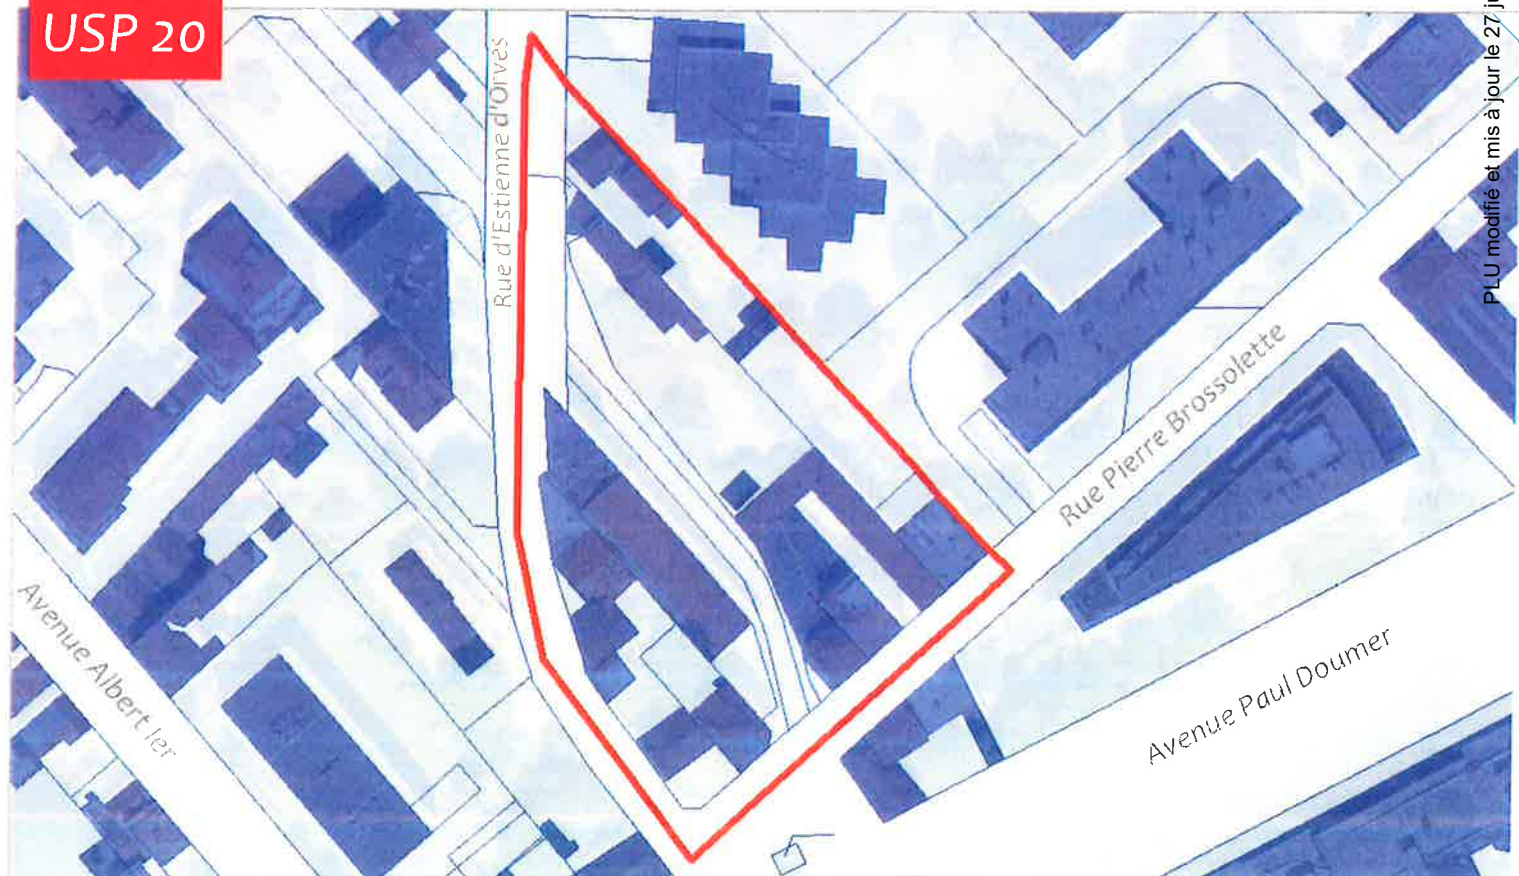 USP 20
Rue d'Estienne d'Orves
PLU modifié et mis à jour le 27
Rue Pierre Brossolette
Avenue Albert Ier
Avenue Paul Doumer